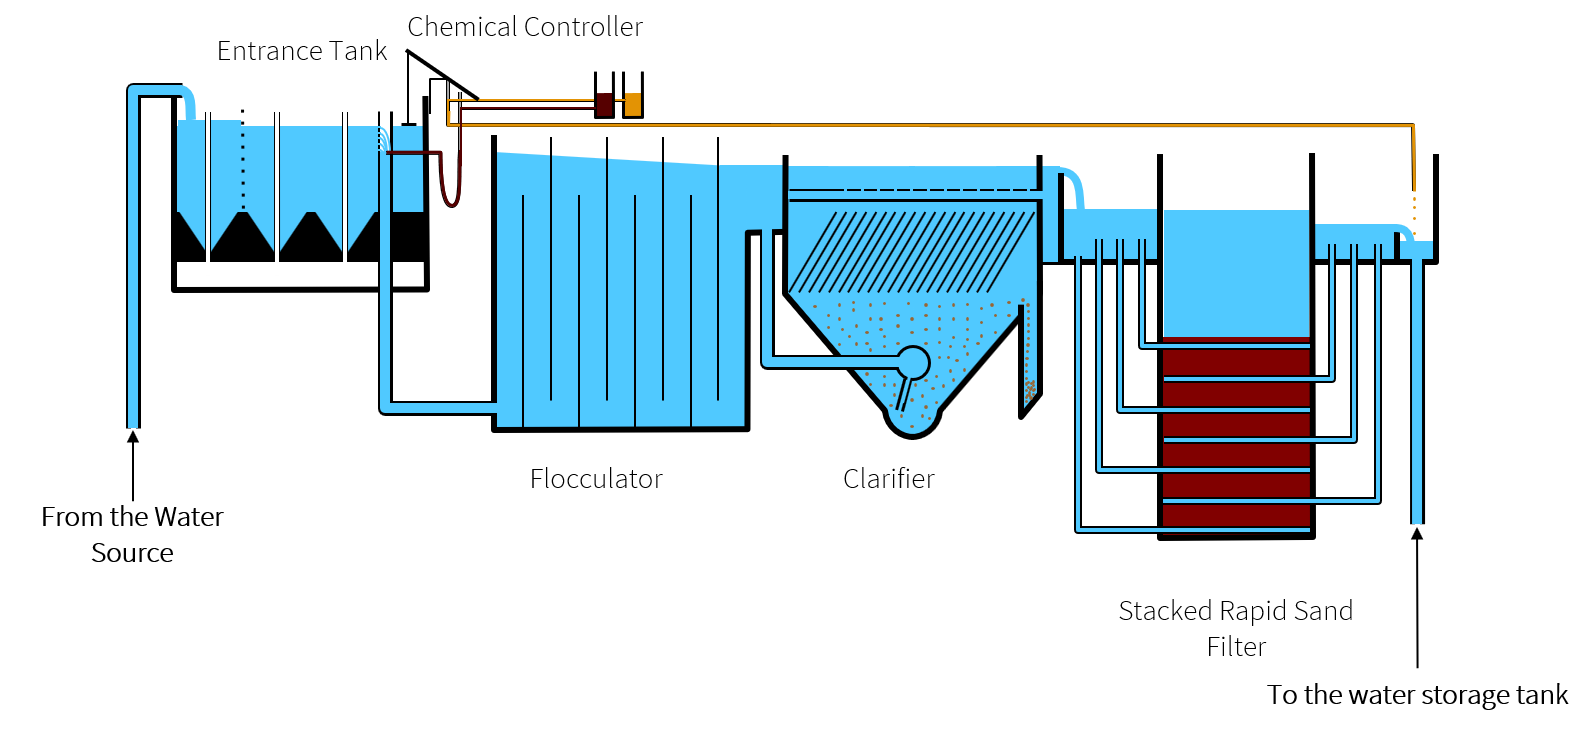 Chemical Controller
Entrance Tank
Flocculator
Clarifier
From the Water
Source
Stacked Rapid Sand
Filter
To the water storage tank